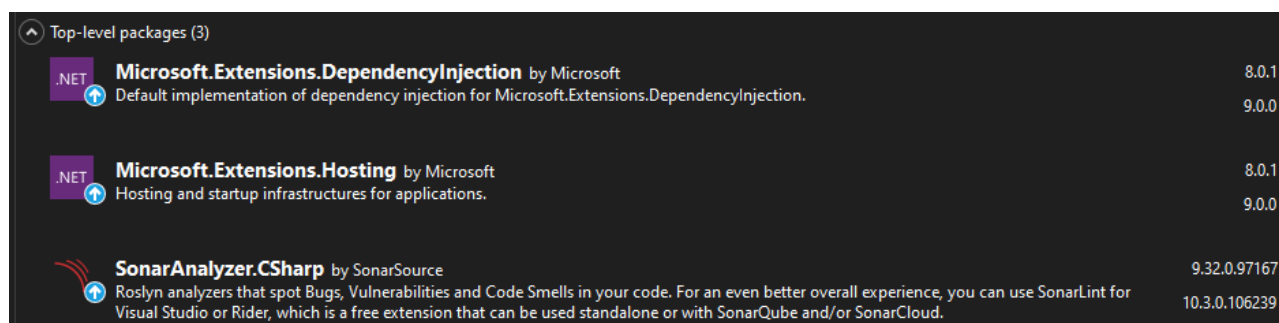 Top-level packages (3)
.NET
Microsoft.Extensions.DependencyInjection by Microsoft
8.0.1
Default implementation of dependency injection for Microsoft.Extensions.DependencyInjection.
9.0.0
.NET
Microsoft.Extensions.Hosting by Microsoft
8.0.1
Hosting and startup infrastructures for applications.
9.0.0
SonarAnalyzer.CSharp by SonarSource
9.32.0.97167
Roslyn analyzers that spot Bugs, Vulnerabilities and Code Smells in your code. For an even better overall experience, you can use SonarLint for
10.3.0.106239
Visual Studio or Rider, which is a free extension that can be used standalone or with SonarQube and/or SonarCloud.